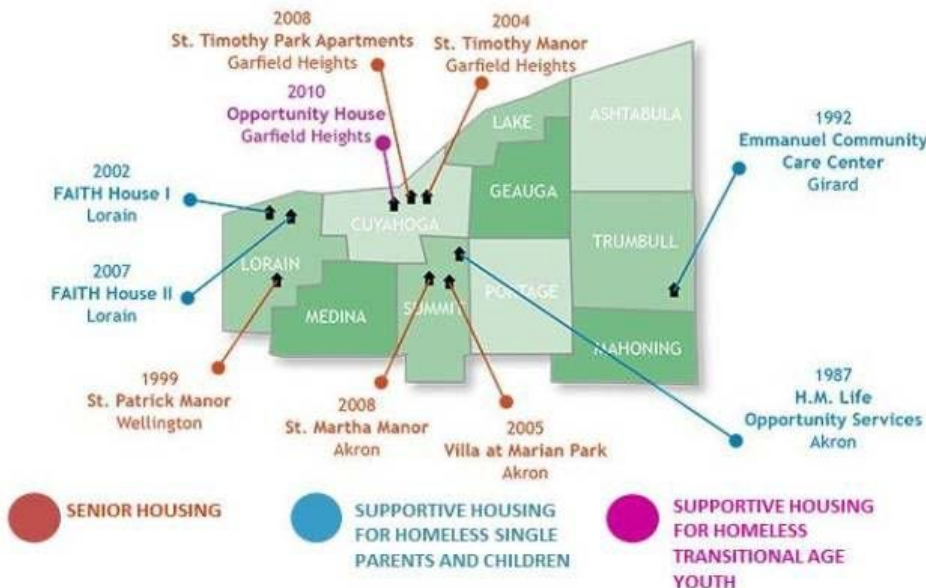 2008
St. Timothy Park Apartments
Garfield Heights
2004
St. Timothy Manor
Garfield Heights
2010
Opportunity House
Garfield Heights
2002
FAITH House I
Lorain
2007
FAITH House II
Lorain
1992
Emmanuel Community
Care Center
Girard
LAKE
ASHTABULA
GEAUGA
CUYAHOGA
TRUMBULL
LORAIN
MEDINA
SUMMIT
PORTAGE
MAHONING
1999
St. Patrick Manor
Wellington
2008
St. Martha Manor
Akron
2005
Villa at Marian Park
Akron
1987
H.M. Life
Opportunity Services
Akron
SENIOR HOUSING
SUPPORTIVE HOUSING
FOR HOMELESS SINGLE
PARENTS AND CHILDREN
SUPPORTIVE HOUSING
FOR HOMELESS
TRANSITIONAL AGE
YOUTH